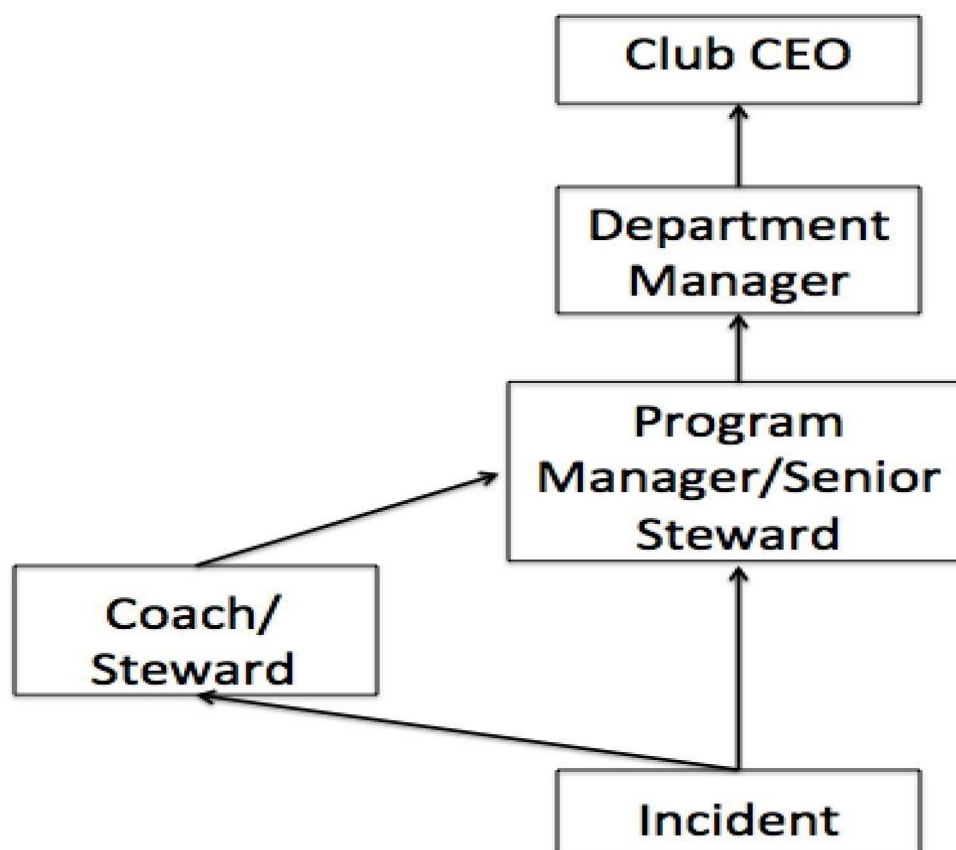 Club CEO
Department
Manager
Program
Manager/Senior
Steward
Coach/
Steward
Incident